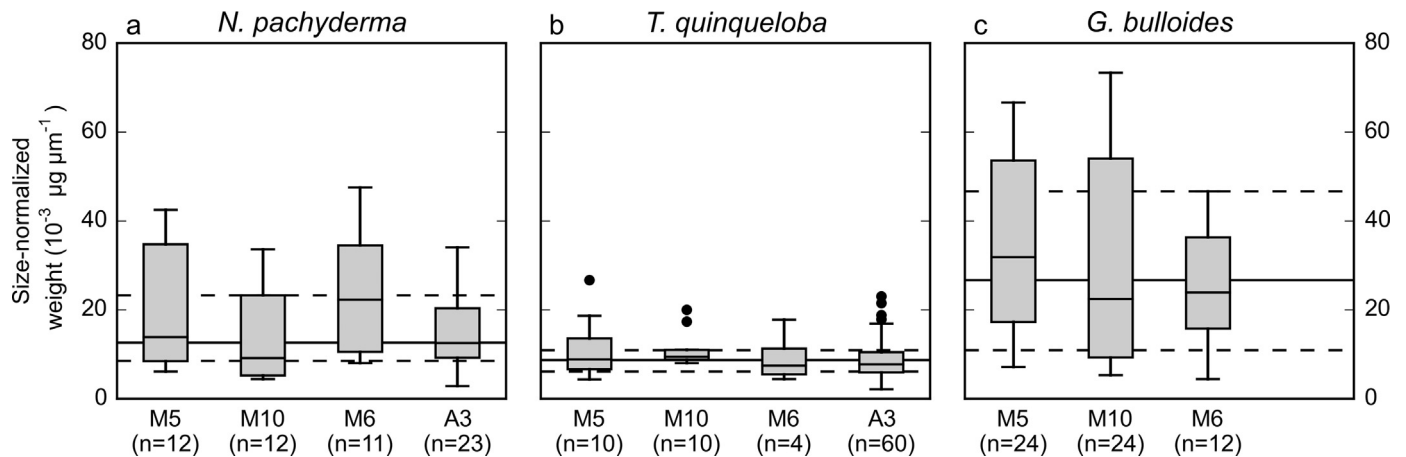 a N. pachyderma
b T. quinqueloba
c G. bulloides
Size-normalized
weight (10⁻³ µg µm⁻¹)
80
60
40
20
0
80
60
40
20
0
M5 M10 M6 A3
(n=12) (n=12) (n=11) (n=23)
M5 M10 M6 A3
(n=10) (n=10) (n=4) (n=60)
M5 M10 M6
(n=24) (n=24) (n=12)